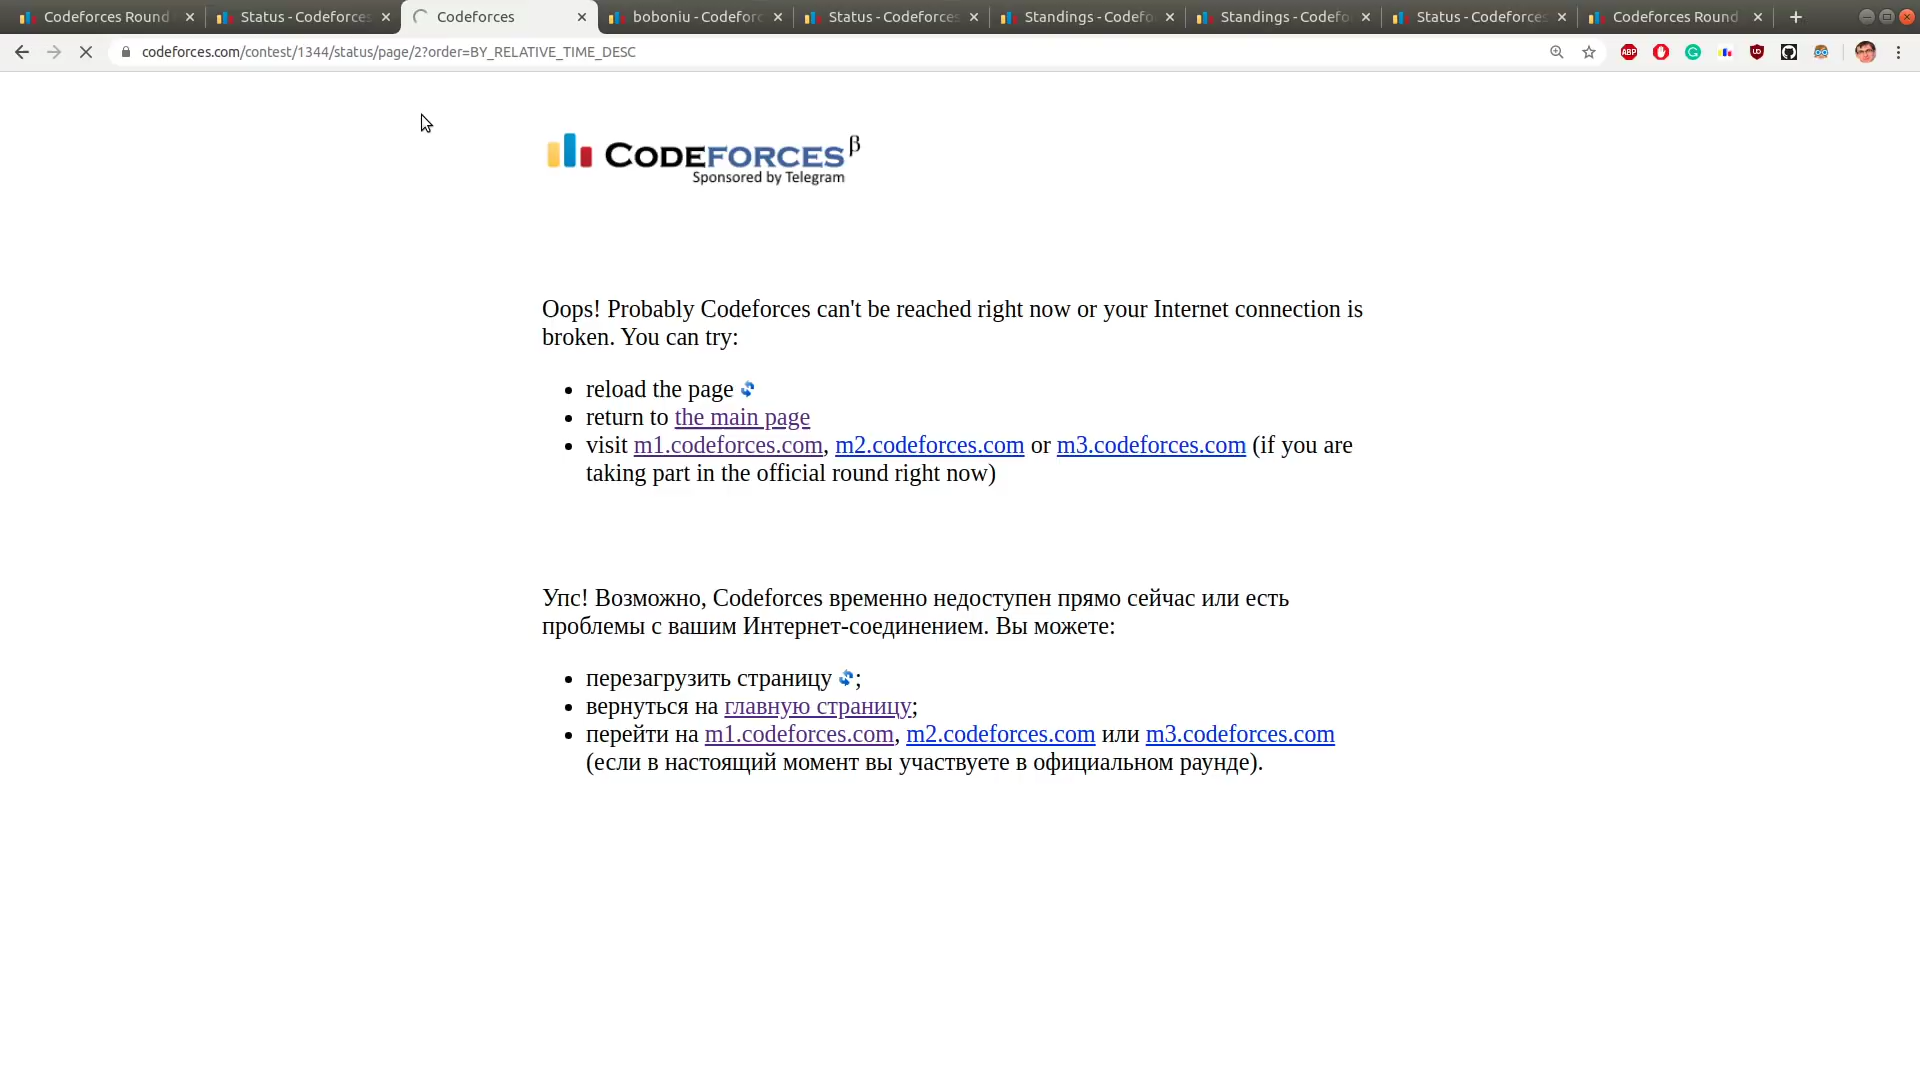 Codeforces Round
Status - Codeforces
Codeforces
boboniu - Codeforc
Status - Codeforces
Standings - Codefo
Standings - Codefo
Status - Codeforces
Codeforces Round
codeforces.com/contest/1344/status/page/2?order=BY_RELATIVE_TIME_DESC
ABP
CODEFORCES β
Sponsored by Telegram
Oops! Probably Codeforces can't be reached right now or your Internet connection is
broken. You can try:
reload the page
return to the main page
visit m1.codeforces.com, m2.codeforces.com or m3.codeforces.com (if you are
taking part in the official round right now)
Упс! Возможно, Codeforces временно недоступен прямо сейчас или есть
проблемы с вашим Интернет-соединением. Вы можете:
перезагрузить страницу ;
вернуться на главную страницу;
перейти на m1.codeforces.com, m2.codeforces.com или m3.codeforces.com
(если в настоящий момент вы участвуете в официальном раунде).